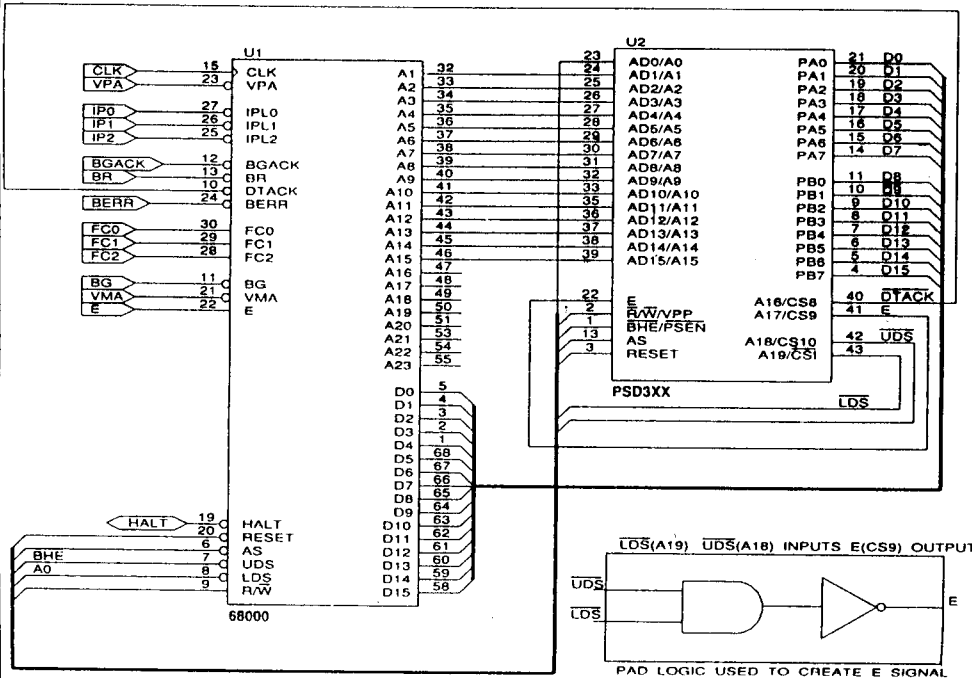 U1
CLK 15 CLK
VPA 23 VPA
IP0 27 IPL0
IP1 26 IPL1
IP2 25 IPL2
BGACK 12 BGACK
BR 13 BR
10 DTACK
BERR 24 BERR
FC0 30 FC0
FC1 29 FC1
FC2 28 FC2
BG 11 BG
VMA 21 VMA
E 22 E
HALT 19 HALT
20 RESET
6 AS
BHE 7 UDS
A0 8 LDS
9 R/W
A1 32
A2 33
A3 34
A4 35
A5 36
A6 37
A7 38
A8 39
A9 40
A10 41
A11 42
A12 43
A13 44
A14 45
A15 46
A16 47
A17 48
A18 49
A19 50
A20 51
A21 53
A22 54
A23 55
D0 5
D1 4
D2 3
D3 2
D4 1
D5 68
D6 67
D7 66
D8 65
D9 64
D10 63
D11 62
D12 61
D13 60
D14 59
D15 58
68000
U2
23 AD0/A0
24 AD1/A1
25 AD2/A2
26 AD3/A3
27 AD4/A4
28 AD5/A5
29 AD6/A6
30 AD7/A7
31 AD8/A8
32 AD9/A9
33 AD10/A10
35 AD11/A11
36 AD12/A12
37 AD13/A13
38 AD14/A14
39 AD15/A15
22 E
2 R/W/VPP
1 BHE/PSEN
13 AS
3 RESET
PA0 21 D0
PA1 20 D1
PA2 19 D2
PA3 18 D3
PA4 17 D4
PA5 16 D5
PA6 15 D6
PA7 14 D7
PB0 11 D8
PB1 10 D9
PB2 9 D10
PB3 8 D11
PB4 7 D12
PB5 6 D13
PB6 5 D14
PB7 4 D15
A16/CS8 40 DTACK
A17/CS9 41 E
A18/CS10 42 UDS
A19/CSI 43
PSD3XX
LDS
LDS(A19) UDS(A18) INPUTS E(CS9) OUTPUT
UDS
LDS
E
PAD LOGIC USED TO CREATE E SIGNAL